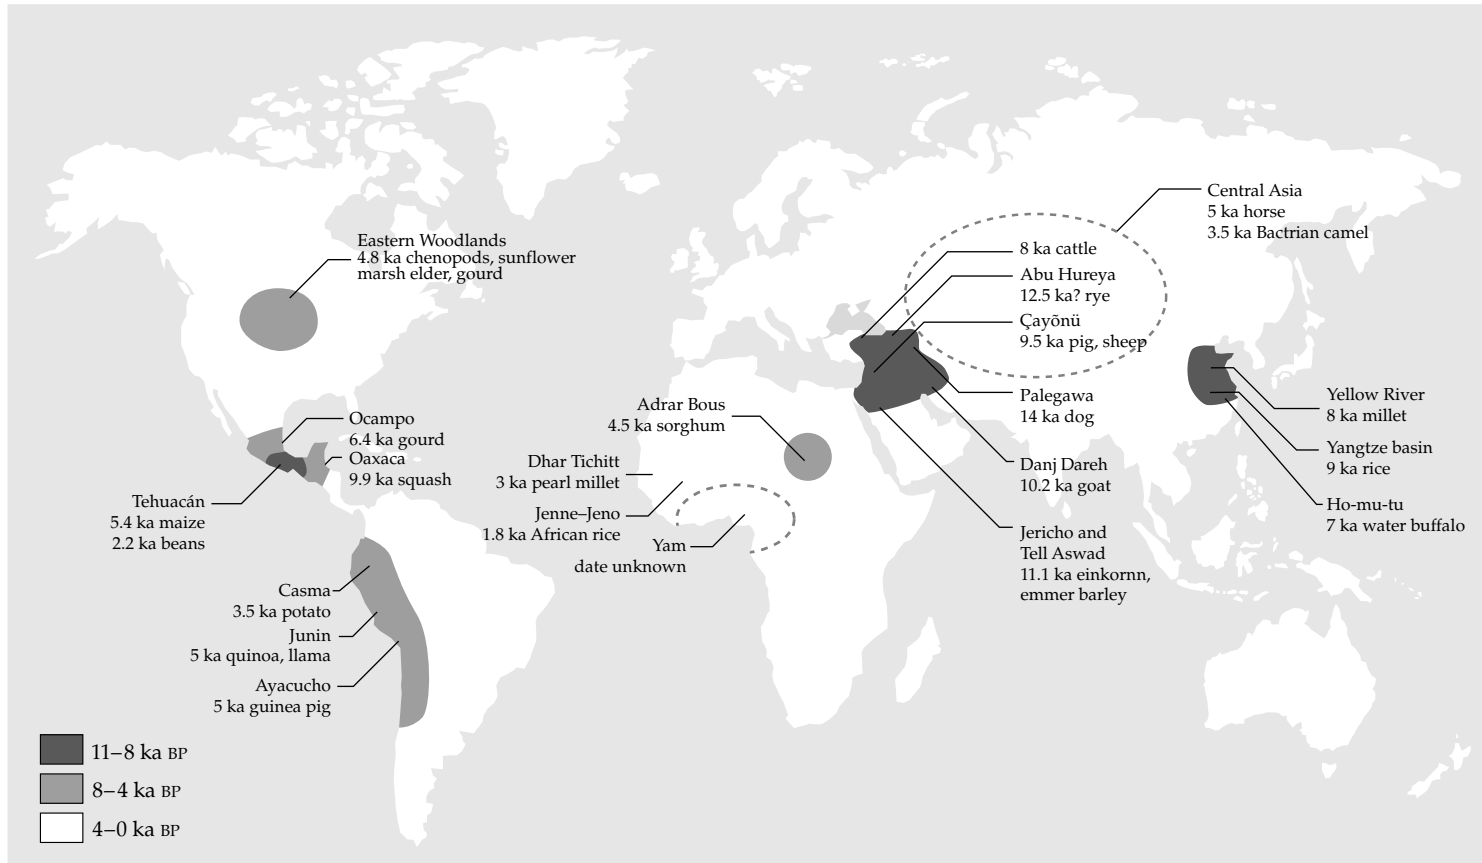 Central Asia
5 ka horse
3.5 ka Bactrian camel
Eastern Woodlands
4.8 ka chenopods, sunflower
marsh elder, gourd
8 ka cattle
Abu Hureya
12.5 ka? rye
Çayõnü
9.5 ka pig, sheep
Palegawa
14 ka dog
Danj Dareh
10.2 ka goat
Jericho and
Tell Aswad
11.1 ka einkornn,
emmer barley
Yellow River
8 ka millet
Yangtze basin
9 ka rice
Ho-mu-tu
7 ka water buffalo
Adrar Bous
4.5 ka sorghum
Dhar Tichitt
3 ka pearl millet
Jenne–Jeno
1.8 ka African rice
Yam
date unknown
Ocampo
6.4 ka gourd
Oaxaca
9.9 ka squash
Tehuacán
5.4 ka maize
2.2 ka beans
Casma
3.5 ka potato
Junin
5 ka quinoa, llama
Ayacucho
5 ka guinea pig
11–8 ka BP
8–4 ka BP
4–0 ka BP